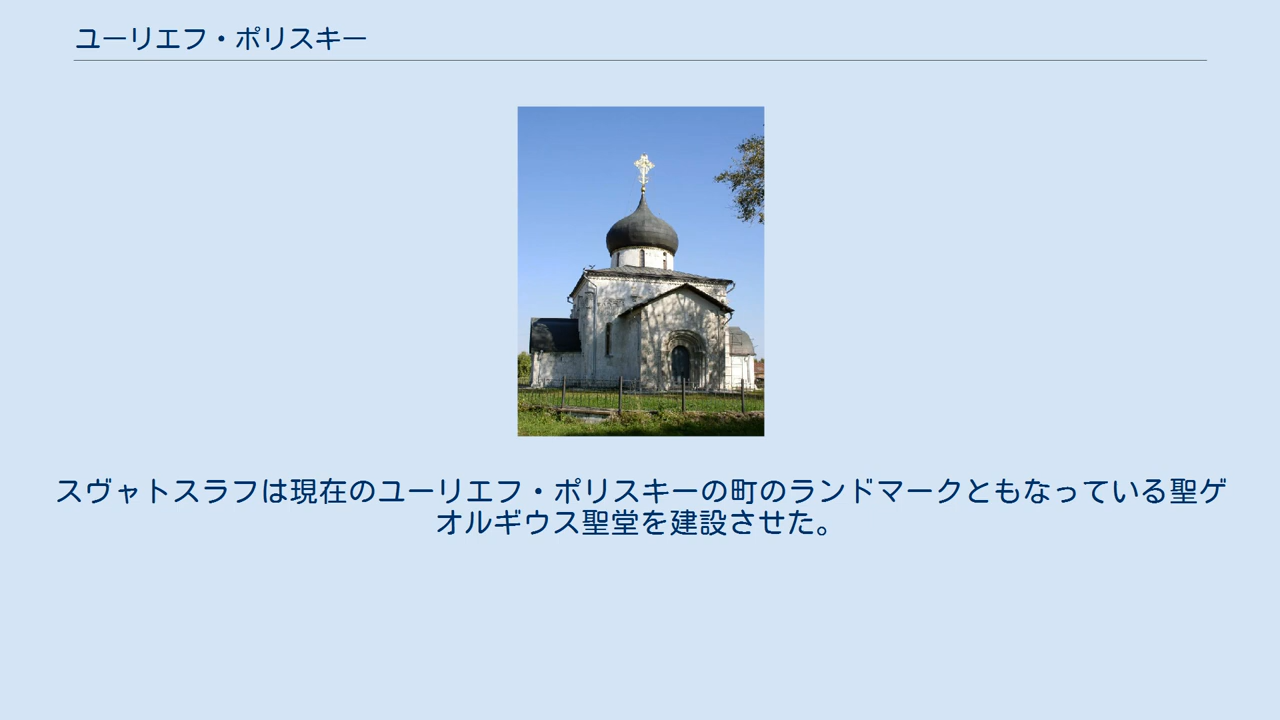 ユーリエフ・ポリスキー
スヴャトスラフは現在のユーリエフ・ポリスキーの町のランドマークともなっている聖ゲ
オルギウス聖堂を建設させた。